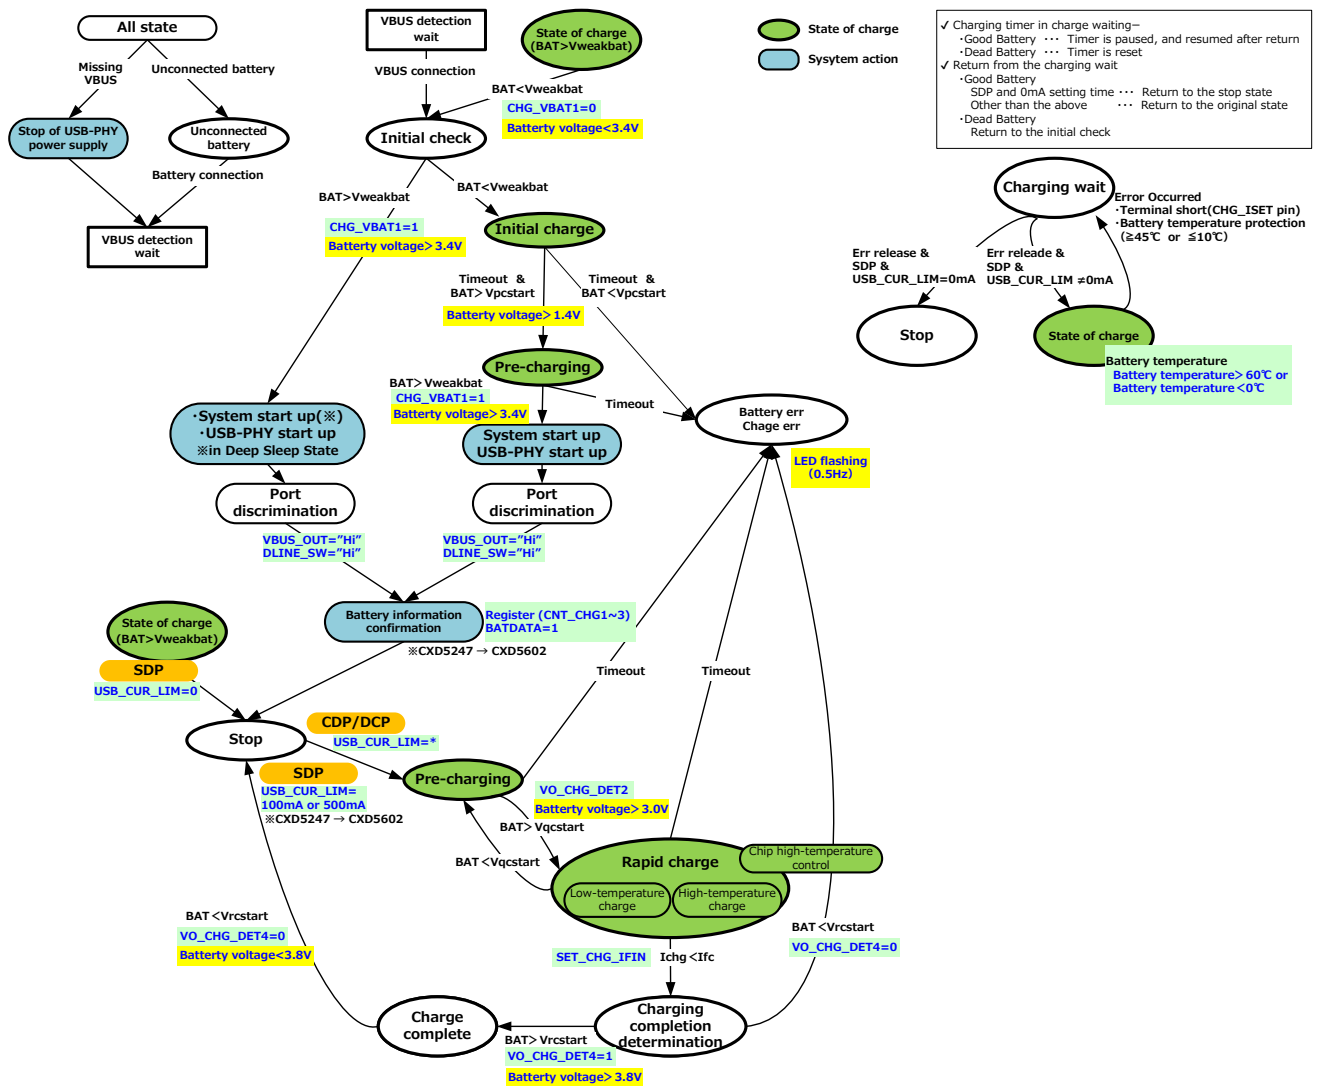 All state
Missing
VBUS
Unconnected battery
Stop of USB-PHY
power supply
Unconnected
battery
Battery connection
VBUS detection
wait
VBUS detection
wait
VBUS connection
State of charge
(BAT>Vweakbat)
BAT<Vweakbat
CHG_VBAT1=0
Batterty voltage<3.4V
Initial check
BAT>Vweakbat
CHG_VBAT1=1
Batterty voltage>3.4V
BAT<Vweakbat
Initial charge
Timeout &
BAT>Vpcstart
Batterty voltage>1.4V
Timeout &
BAT<Vpcstart
Pre-charging
BAT>Vweakbat
CHG_VBAT1=1
Batterty voltage>3.4V
Timeout
Battery err
Chage err
LED flashing
(0.5Hz)
・System start up(※)
・USB-PHY start up
※in Deep Sleep State
System start up
USB-PHY start up
Port
discrimination
Port
discrimination
VBUS_OUT=”Hi”
DLINE_SW=”Hi”
VBUS_OUT=”Hi”
DLINE_SW=”Hi”
Battery information
confirmation
Register (CNT_CHG1~3)
BATDATA=1
※CXD5247 → CXD5602
State of charge
(BAT>Vweakbat)
SDP
USB_CUR_LIM=0
Stop
CDP/DCP
USB_CUR_LIM=*
SDP
USB_CUR_LIM=
100mA or 500mA
※CXD5247 → CXD5602
Pre-charging
Timeout
Timeout
VO_CHG_DET2
Batterty voltage>3.0V
BAT>Vqcstart
BAT<Vqcstart
Rapid charge
Chip high-temperature
control
Low-temperature
charge
High-temperature
charge
BAT<Vrcstart
VO_CHG_DET4=0
Batterty voltage<3.8V
SET_CHG_IFIN
Ichg<Ifc
BAT<Vrcstart
VO_CHG_DET4=0
Charge
complete
Charging
completion
determination
BAT>Vrcstart
VO_CHG_DET4=1
Batterty voltage>3.8V
State of charge
Sysytem action
✓ Charging timer in charge waiting−
・Good Battery ··· Timer is paused, and resumed after return
・Dead Battery ··· Timer is reset
✓ Return from the charging wait
・Good Battery
SDP and 0mA setting time ··· Return to the stop state
Other than the above ··· Return to the original state
・Dead Battery
Return to the initial check
Charging wait
Error Occurred
・Terminal short(CHG_ISET pin)
・Battery temperature protection
(≧45℃ or ≦10℃)
Err release &
SDP &
USB_CUR_LIM=0mA
Err releade &
SDP &
USB_CUR_LIM ≠0mA
Stop
State of charge
Battery temperature
Battery temperature>60℃ or
Battery temperature<0℃